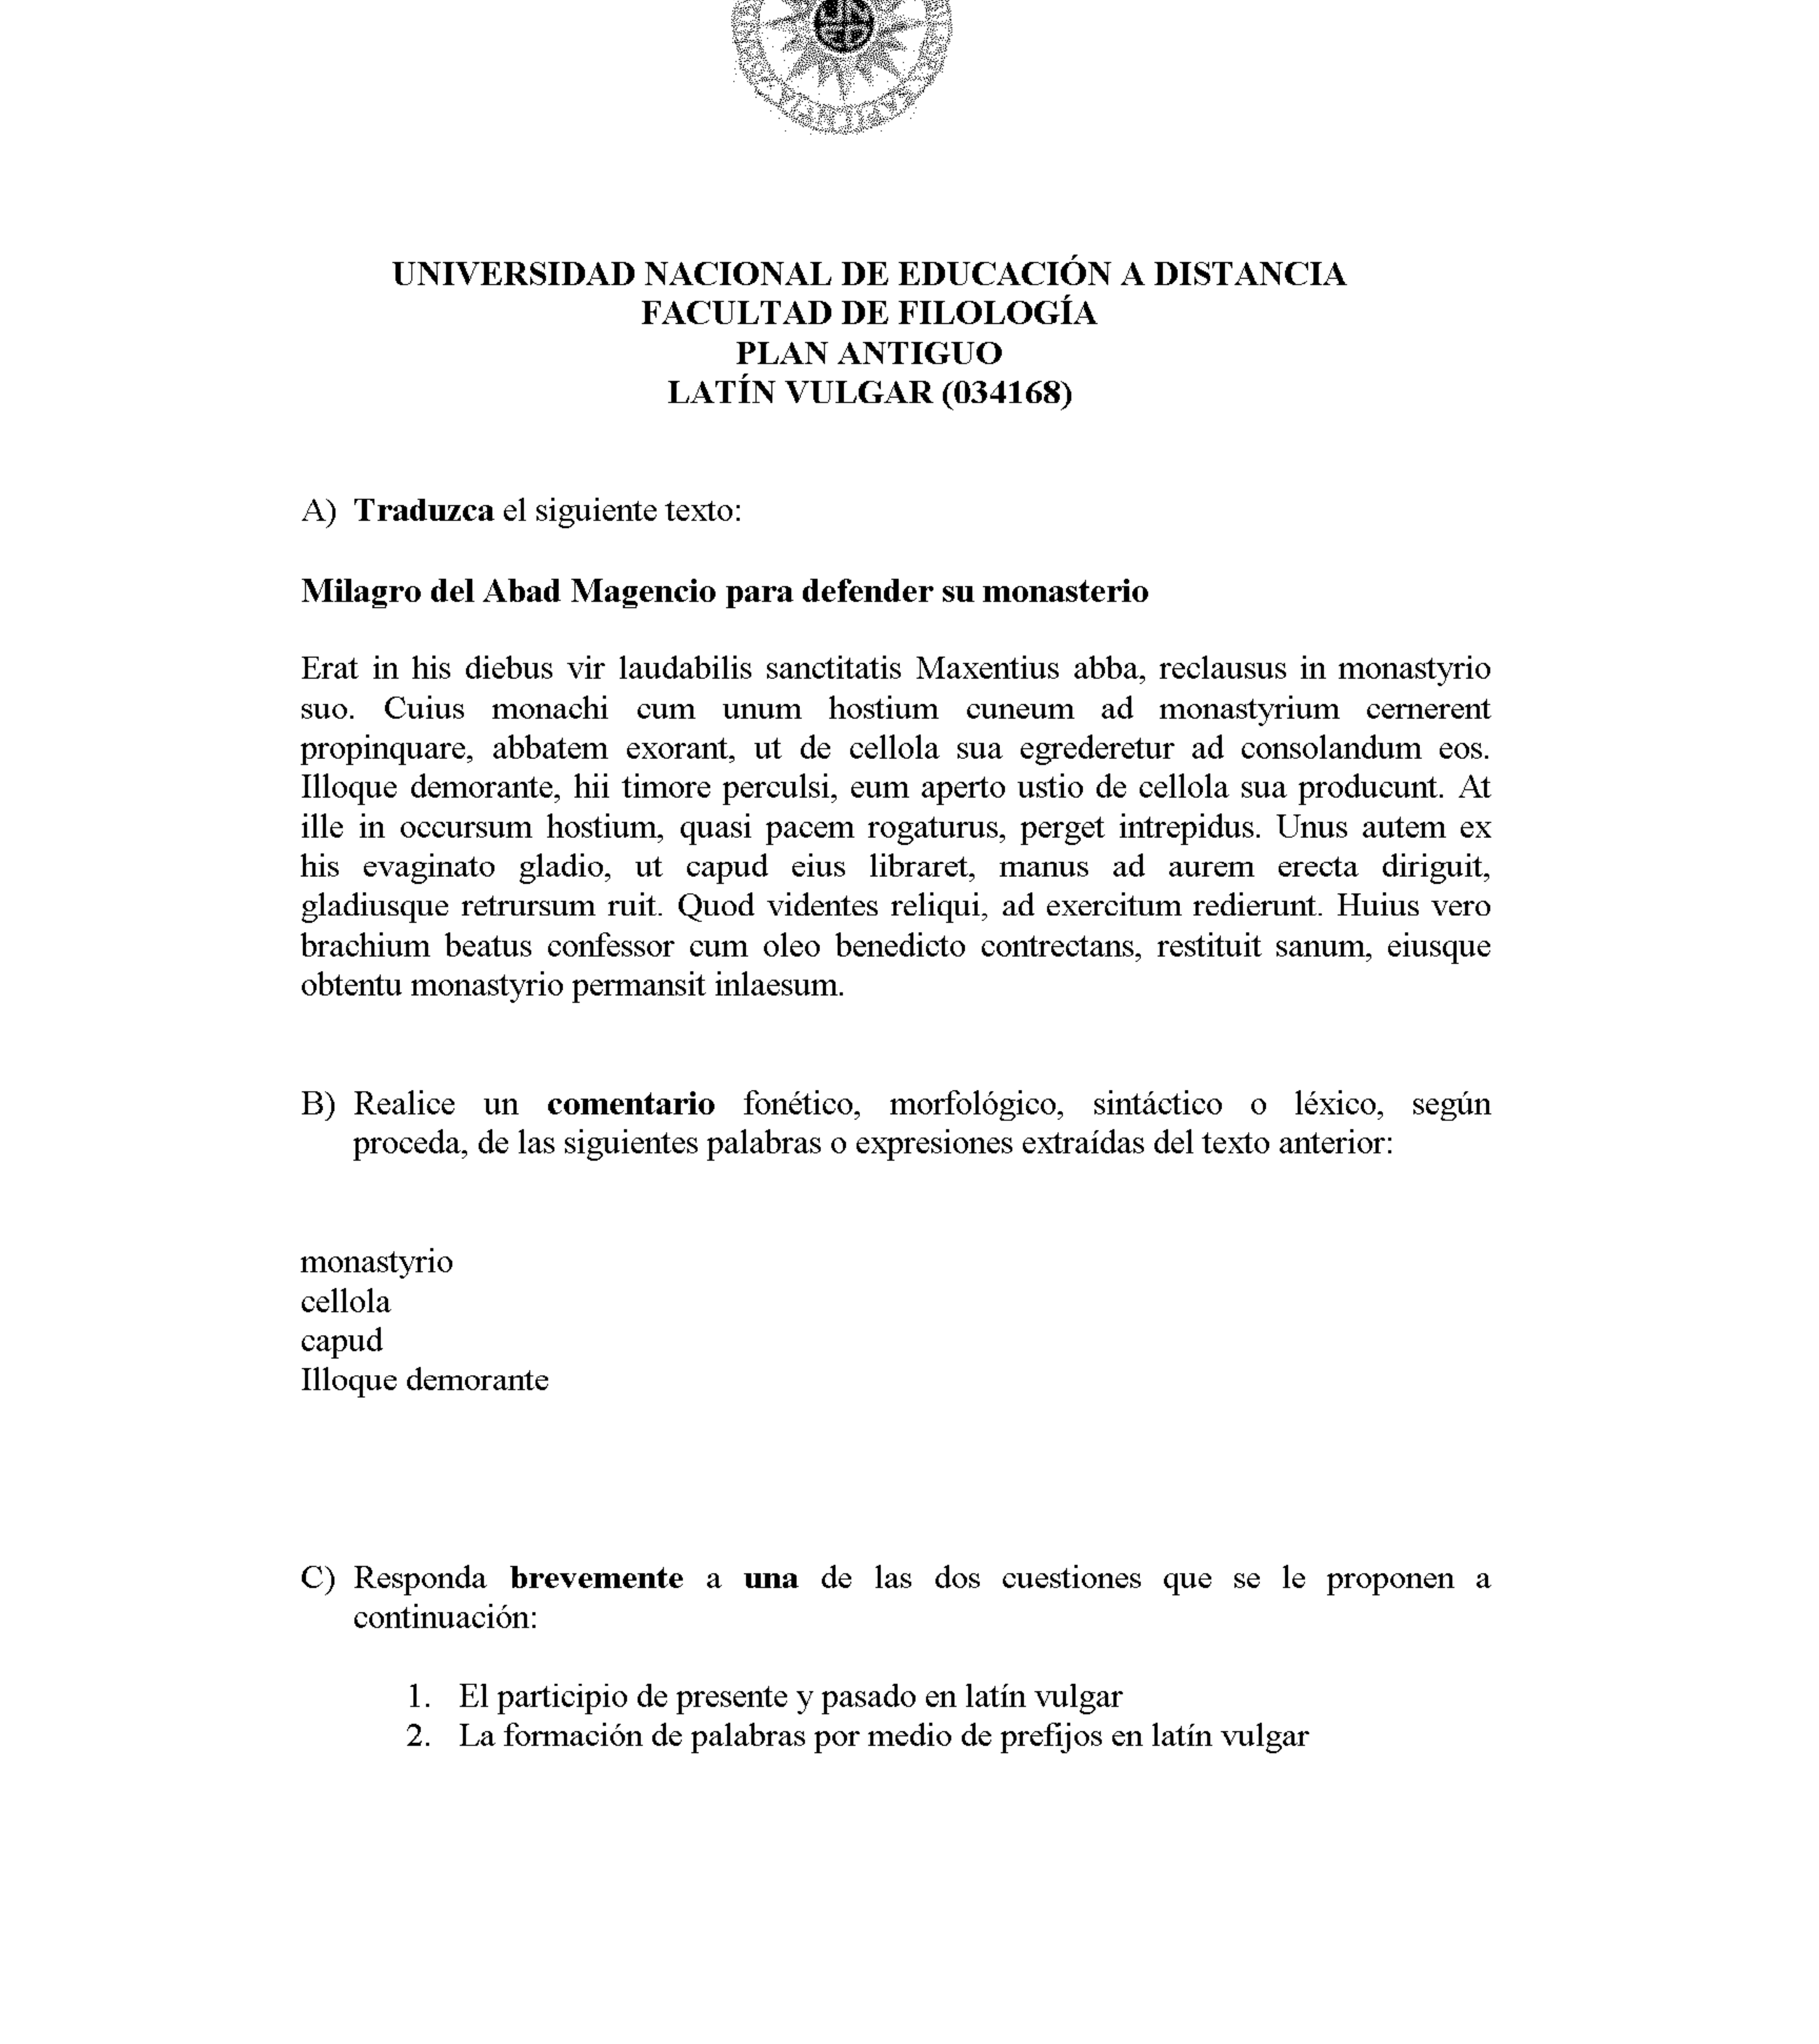 UNIVERSIDAD NACIONAL DE EDUCACIÓN A DISTANCIA
FACULTAD DE FILOLOGÍA
PLAN ANTIGUO
LATÍN VULGAR (034168)
A) Traduzca el siguiente texto:
Milagro del Abad Magencio para defender su monasterio
Erat in his diebus vir laudabilis sanctitatis Maxentius abba, reclausus in monastyrio
suo. Cuius monachi cum unum hostium cuneum ad monastyrium cernerent
propinquare, abbatem exorant, ut de cellola sua egrederetur ad consolandum eos.
Illoque demorante, hii timore perculsi, eum aperto ustio de cellola sua producunt. At
ille in occursum hostium, quasi pacem rogaturus, perget intrepidus. Unus autem ex
his evaginato gladio, ut capud eius libraret, manus ad aurem erecta diriguit,
gladiusque retrursum ruit. Quod videntes reliqui, ad exercitum redierunt. Huius vero
brachium beatus confessor cum oleo benedicto contrectans, restituit sanum, eiusque
obtentu monastyrio permansit inlaesum.
B) Realice un comentario fonético, morfológico, sintáctico o léxico, según
proceda, de las siguientes palabras o expresiones extraídas del texto anterior:
monastyrio
cellola
capud
Illoque demorante
C) Responda brevemente a una de las dos cuestiones que se le proponen a
continuación:
1. El participio de presente y pasado en latín vulgar
2. La formación de palabras por medio de prefijos en latín vulgar